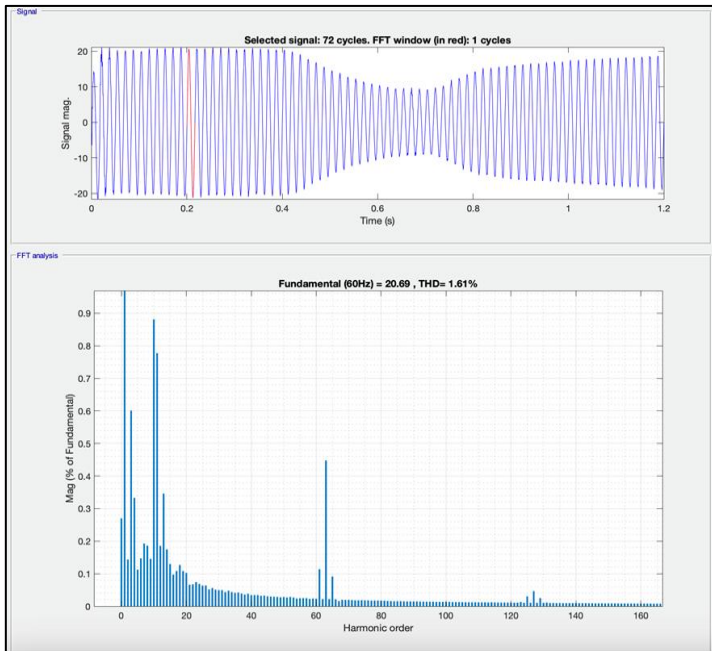 Signal
Selected signal: 72 cycles. FFT window (in red): 1 cycles
20
10
0
-10
-20
Signal mag.
0 0.2 0.4 0.6 0.8 1 1.2
Time (s)
FFT analysis
Fundamental (60Hz) = 20.69 , THD= 1.61%
0.9
0.8
0.7
0.6
0.5
0.4
0.3
0.2
0.1
0
Mag (% of Fundamental)
0 20 40 60 80 100 120 140 160
Harmonic order